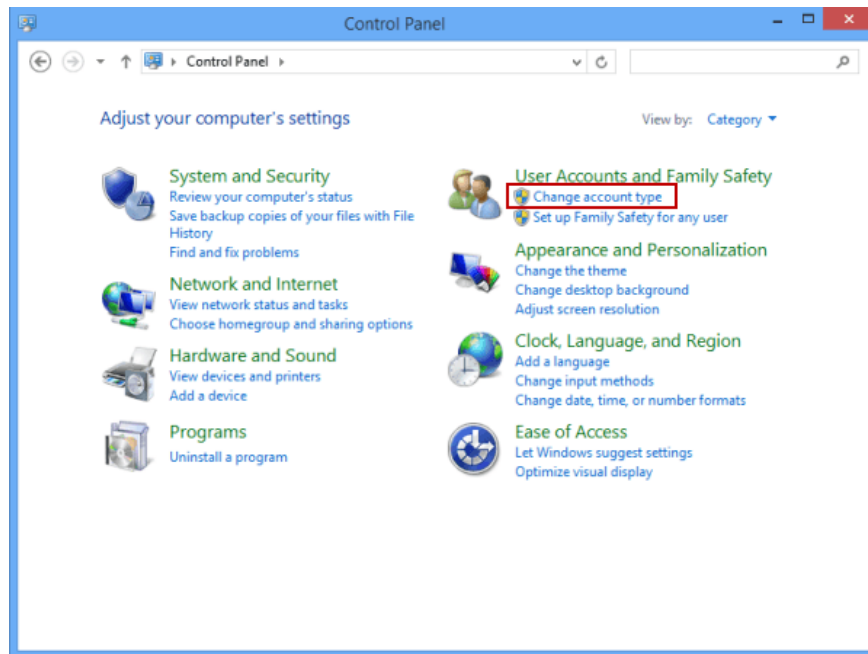 Control Panel
Control Panel
Adjust your computer's settings
View by: Category
System and Security
Review your computer's status
Save backup copies of your files with File
History
Find and fix problems
Network and Internet
View network status and tasks
Choose homegroup and sharing options
Hardware and Sound
View devices and printers
Add a device
Programs
Uninstall a program
User Accounts and Family Safety
Change account type
Set up Family Safety for any user
Appearance and Personalization
Change the theme
Change desktop background
Adjust screen resolution
Clock, Language, and Region
Add a language
Change input methods
Change date, time, or number formats
Ease of Access
Let Windows suggest settings
Optimize visual display